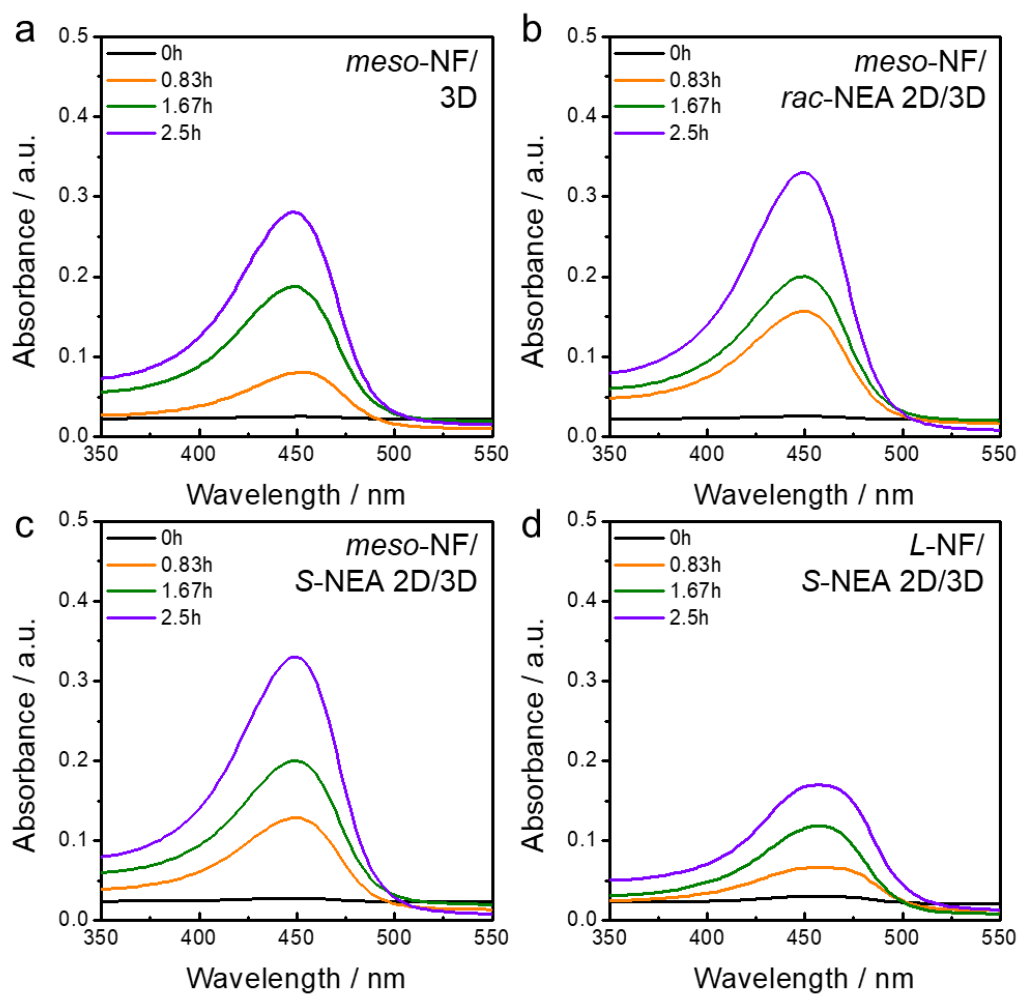 a
0.5
0.4
0.3
0.2
0.1
0.0
Absorbance / a.u.
0h
0.83h
1.67h
2.5h
meso-NF/
3D
350
400
450
500
550
Wavelength / nm
b
0.5
0.4
0.3
0.2
0.1
0.0
Absorbance / a.u.
0h
0.83h
1.67h
2.5h
meso-NF/
rac-NEA 2D/3D
350
400
450
500
550
Wavelength / nm
c
0.5
0.4
0.3
0.2
0.1
0.0
Absorbance / a.u.
0h
0.83h
1.67h
2.5h
meso-NF/
S-NEA 2D/3D
350
400
450
500
550
Wavelength / nm
d
0.5
0.4
0.3
0.2
0.1
0.0
Absorbance / a.u.
0h
0.83h
1.67h
2.5h
L-NF/
S-NEA 2D/3D
350
400
450
500
550
Wavelength / nm